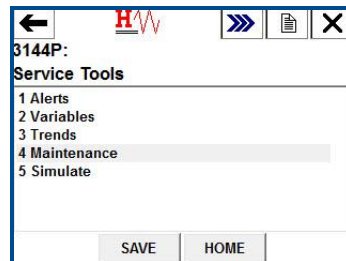 H
3144P:
Service Tools
1 Alerts
2 Variables
3 Trends
4 Maintenance
5 Simulate
SAVE HOME